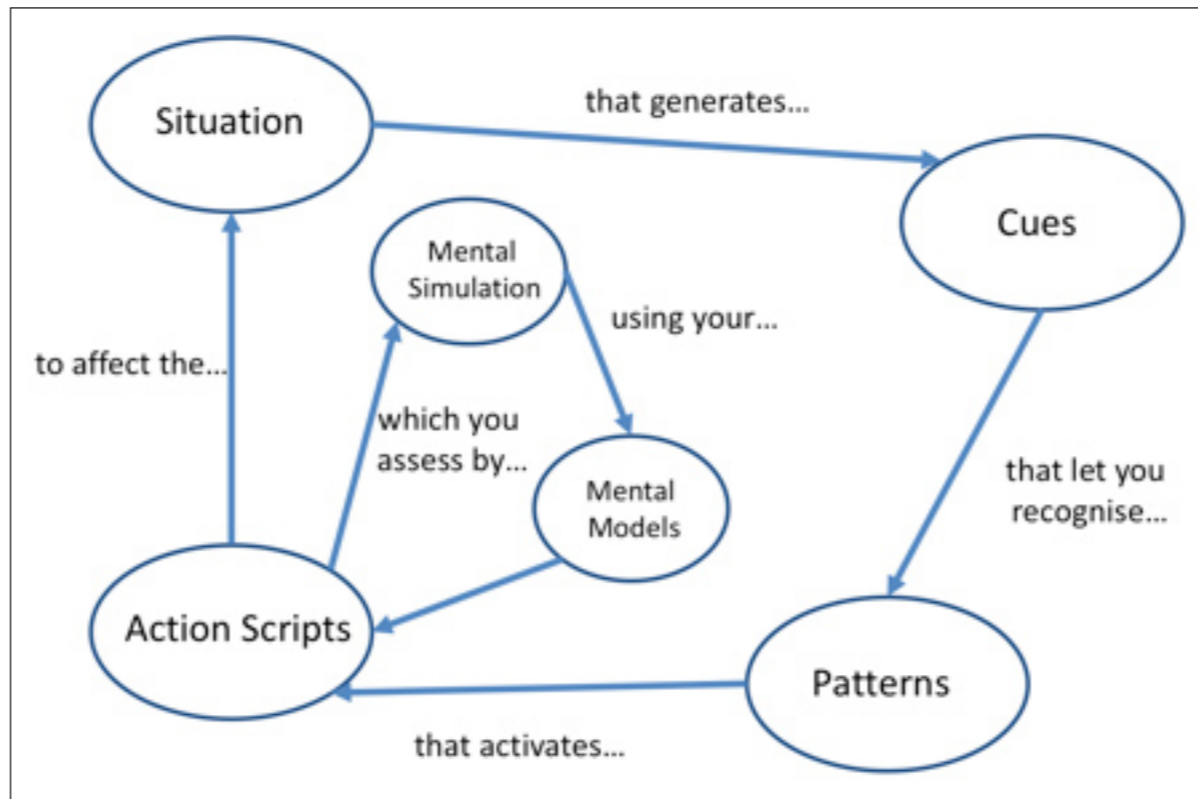 Situation
that generates...
Cues
Mental
Simulation
using your...
to affect the...
which you
assess by...
that let you
recognise...
Mental
Models
Action Scripts
Patterns
that activates...